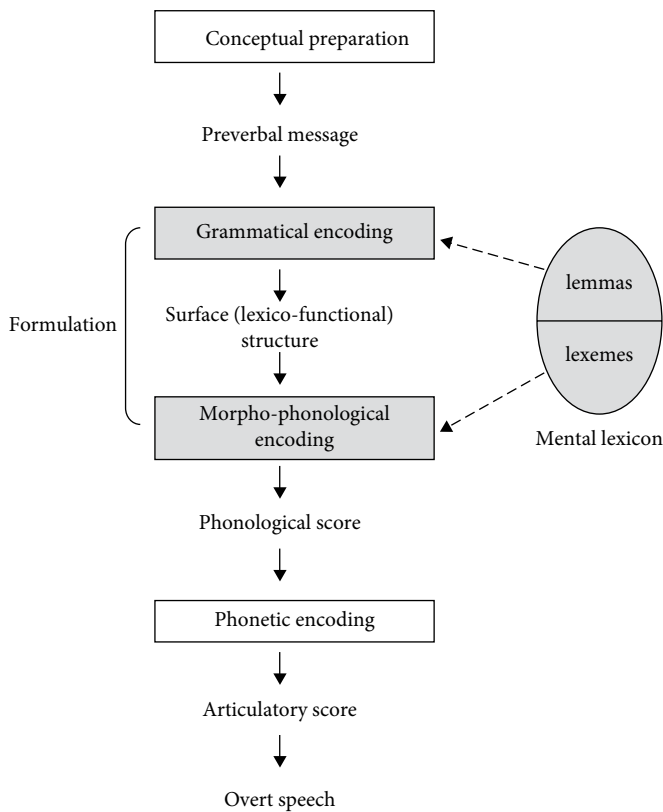 Conceptual preparation
Preverbal message
Grammatical encoding
lemmas
Surface (lexico-functional)
structure
Formulation
lexemes
Morpho-phonological
encoding
Mental lexicon
Phonological score
Phonetic encoding
Articulatory score
Overt speech